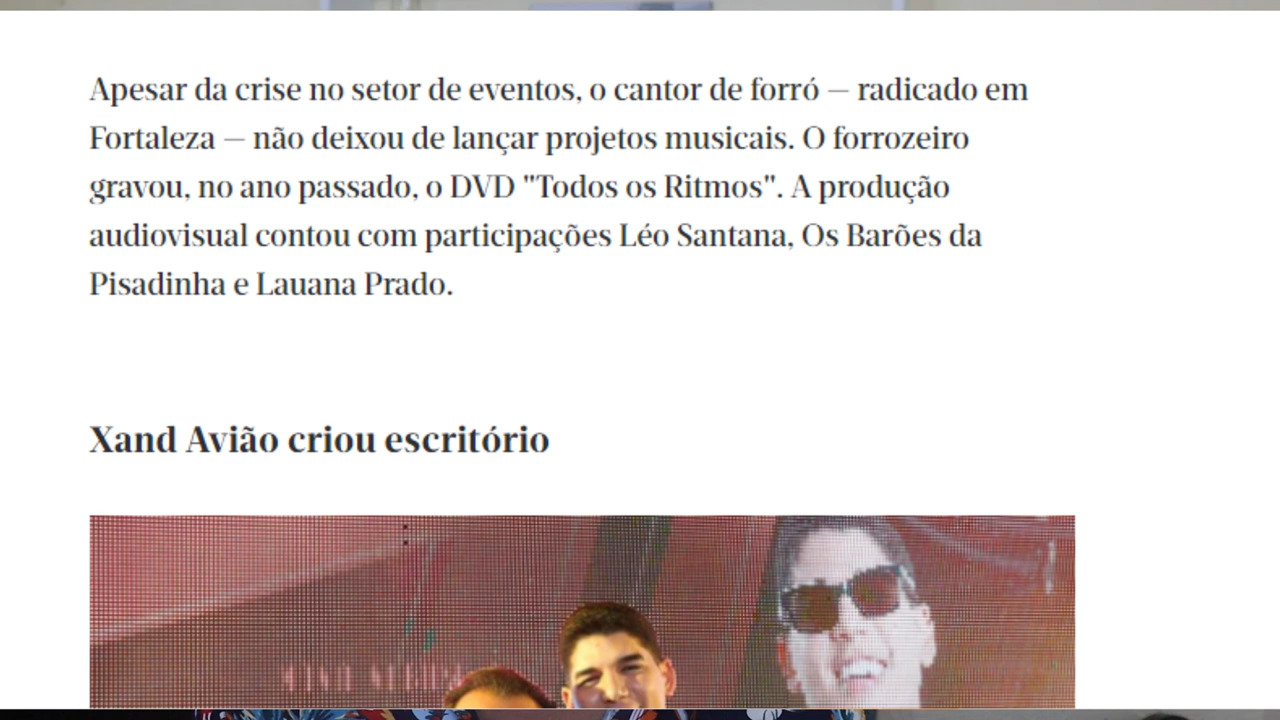 Apesar da crise no setor de eventos, o cantor de forró — radicado em
Fortaleza — não deixou de lançar projetos musicais. O forrozeiro
gravou, no ano passado, o DVD "Todos os Ritmos". A produção
audiovisual contou com participações Léo Santana, Os Barões da
Pisadinha e Lauana Prado.
Xand Avião criou escritório